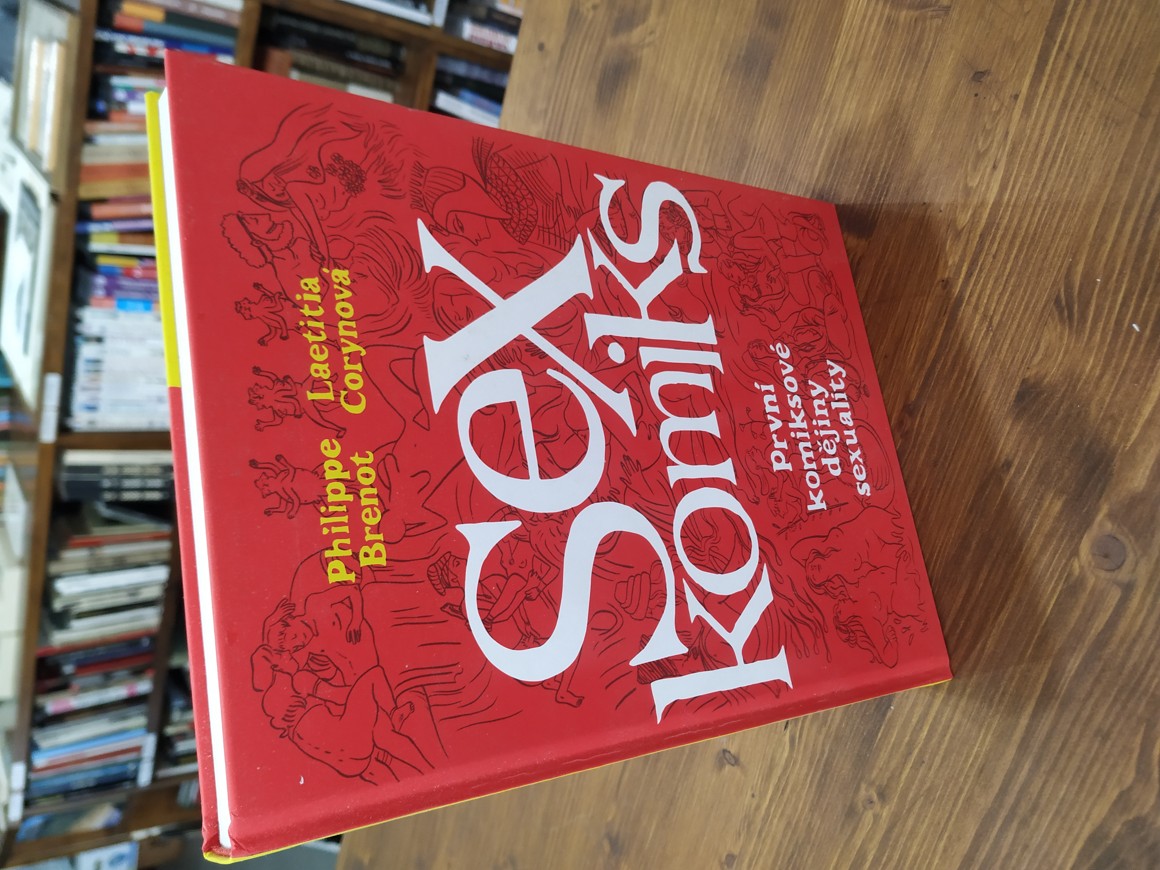 Philippe Laetitia
Brenot Corynová
Sex
komiks
první
komiksové
dějiny
sexuality